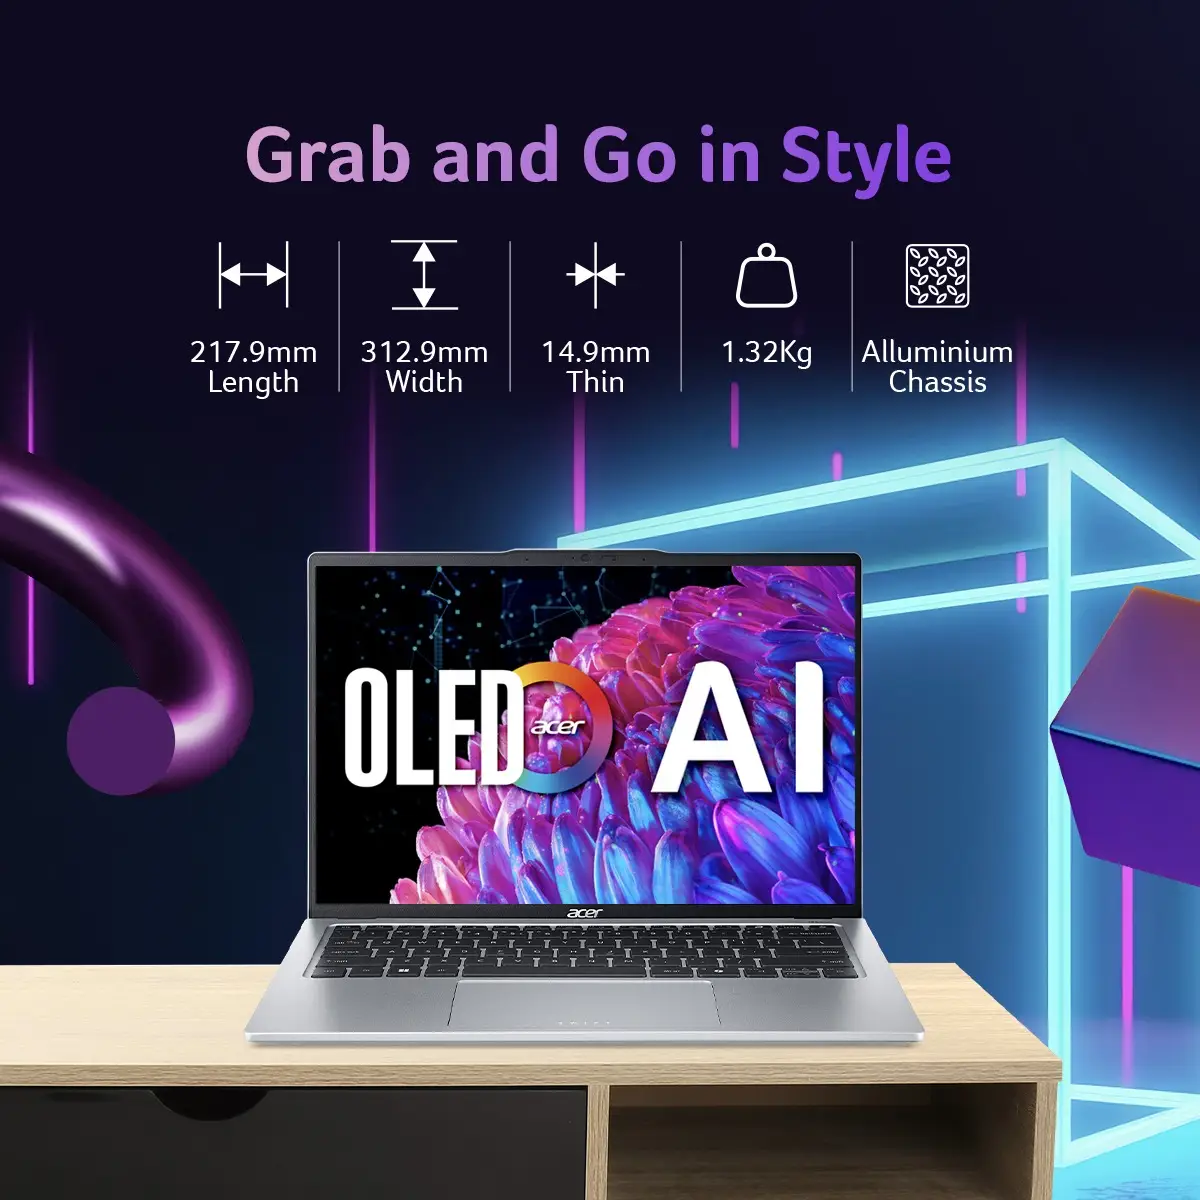 Grab and Go in Style
217.9mm
Length
312.9mm
Width
14.9mm
Thin
1.32Kg
Alluminium
Chassis
OLED
acer
AI
acer
SWIFT